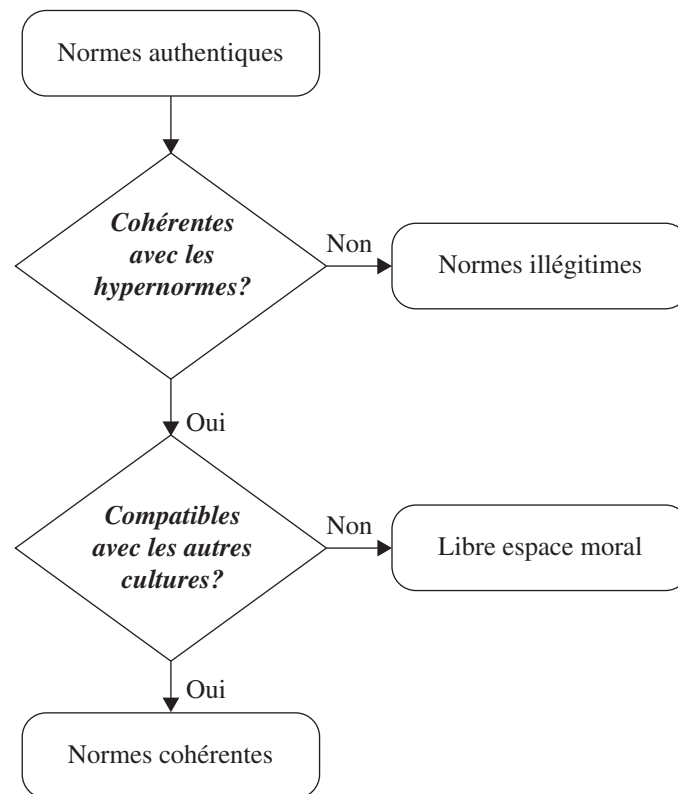 Normes authentiques
Cohérentes
avec les
hypernormes?
Non
Normes illégitimes
Oui
Compatibles
avec les autres
cultures?
Non
Libre espace moral
Oui
Normes cohérentes